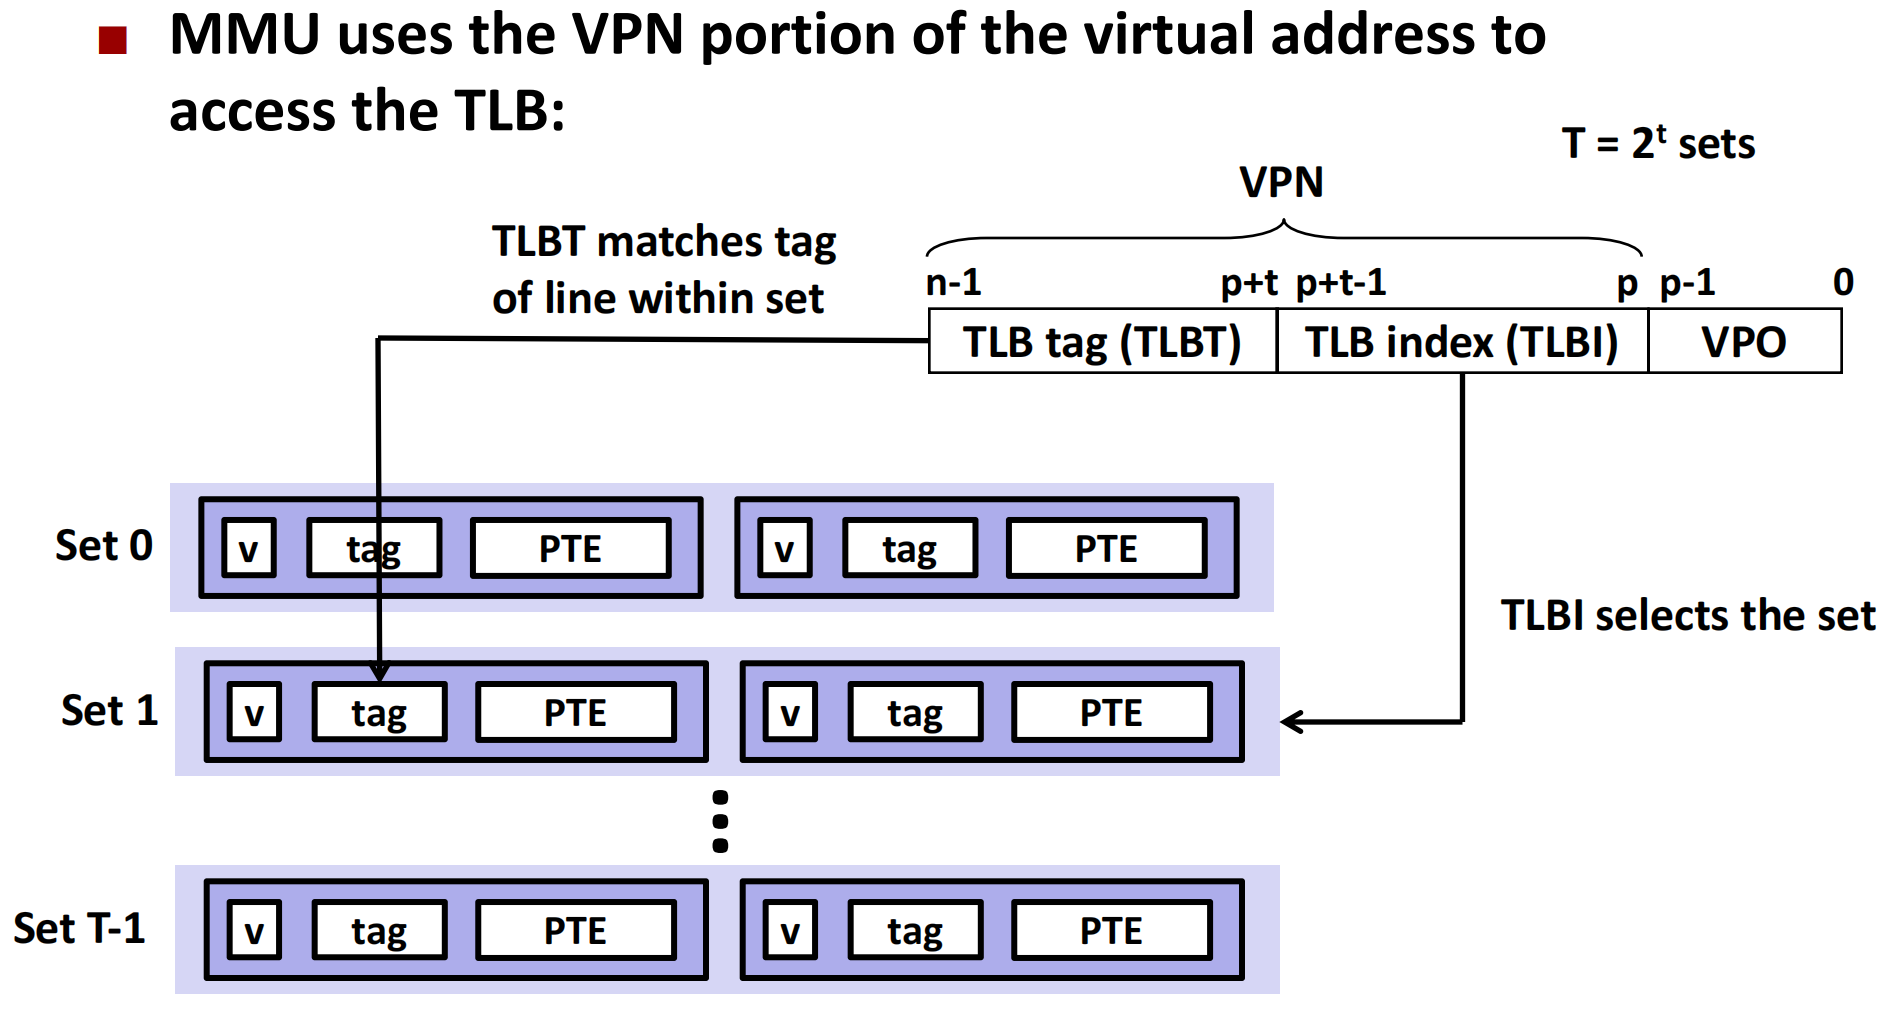 ■ MMU uses the VPN portion of the virtual address to
access the TLB:
T = 2ᵗ sets
VPN
TLBT matches tag
of line within set
n-1 p+t p+t-1 p p-1 0
TLB tag (TLBT) TLB index (TLBI) VPO
Set 0 v tag PTE v tag PTE
TLBI selects the set
Set 1 v tag PTE v tag PTE
Set T-1 v tag PTE v tag PTE